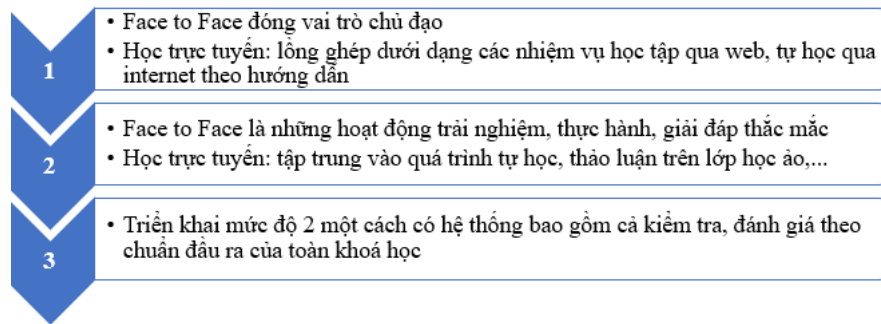 1
• Face to Face đóng vai trò chủ đạo
• Học trực tuyến: lồng ghép dưới dạng các nhiệm vụ học tập qua web, tự học qua
internet theo hướng dẫn
2
• Face to Face là những hoạt động trải nghiệm, thực hành, giải đáp thắc mắc
• Học trực tuyến: tập trung vào quá trình tự học, thảo luận trên lớp học ảo,...
3
• Triển khai mức độ 2 một cách có hệ thống bao gồm cả kiểm tra, đánh giá theo
chuẩn đầu ra của toàn khoá học